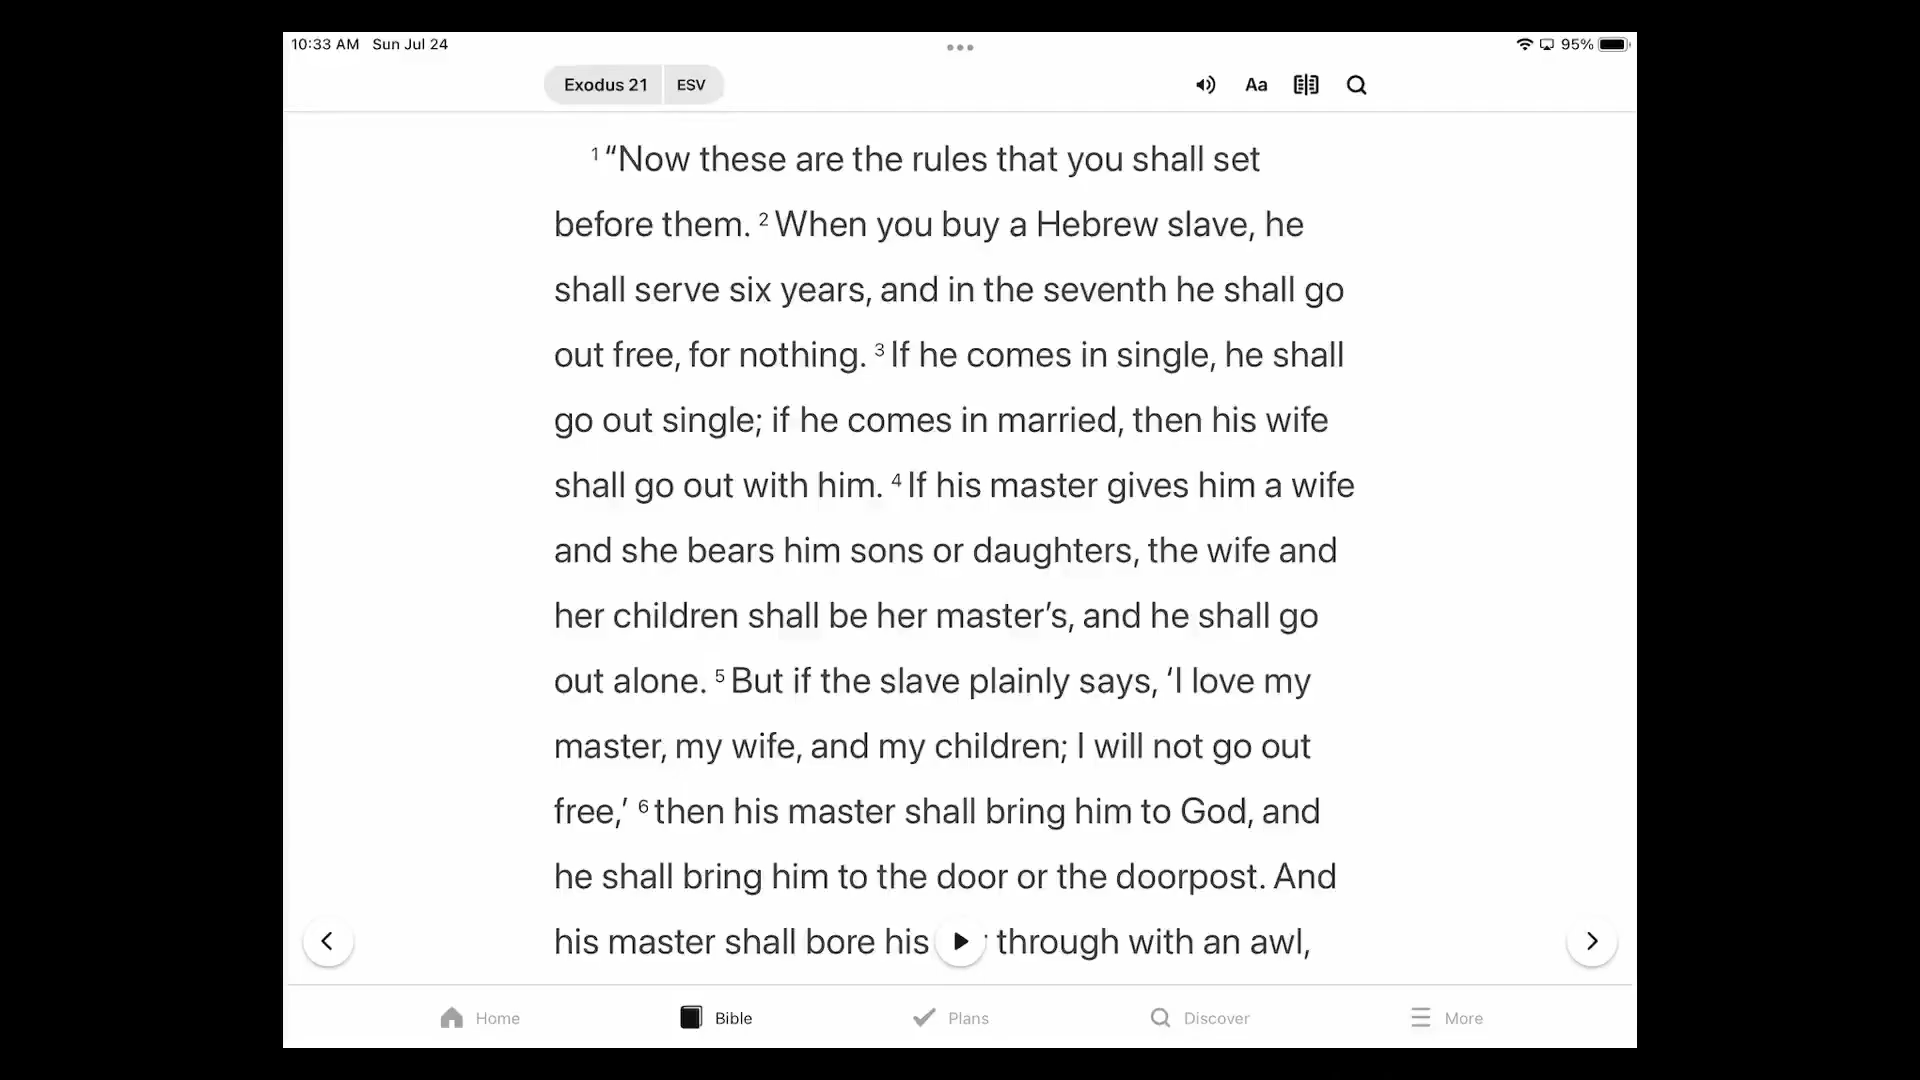 10:33 AM Sun Jul 24
95%
Exodus 21 ESV
Aa
1 “Now these are the rules that you shall set
before them. 2 When you buy a Hebrew slave, he
shall serve six years, and in the seventh he shall go
out free, for nothing. 3 If he comes in single, he shall
go out single; if he comes in married, then his wife
shall go out with him. 4 If his master gives him a wife
and she bears him sons or daughters, the wife and
her children shall be her master’s, and he shall go
out alone. 5 But if the slave plainly says, ‘I love my
master, my wife, and my children; I will not go out
free,’ 6 then his master shall bring him to God, and
he shall bring him to the door or the doorpost. And
his master shall bore his through with an awl,
Home Bible Plans Discover More